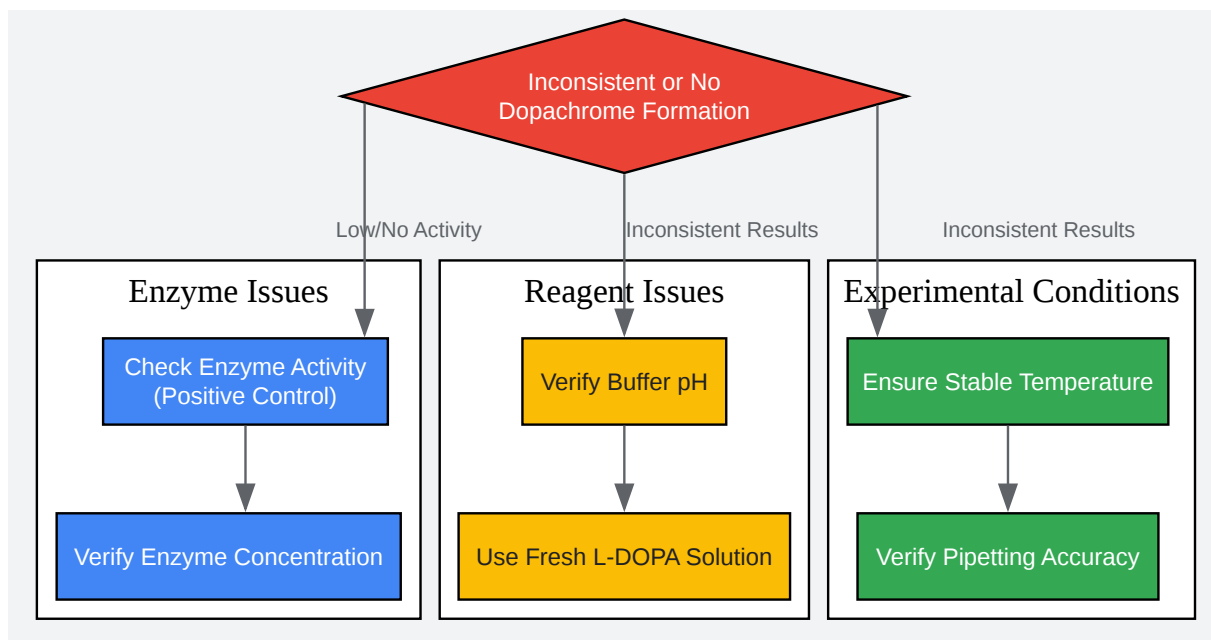 Inconsistent or No
Dopachrome Formation
Low/No Activity
Inconsistent Results
Inconsistent Results
Enzyme Issues
Reagent Issues
Experimental Conditions
Check Enzyme Activity
(Positive Control)
Verify Buffer pH
Ensure Stable Temperature
Verify Enzyme Concentration
Use Fresh L-DOPA Solution
Verify Pipetting Accuracy